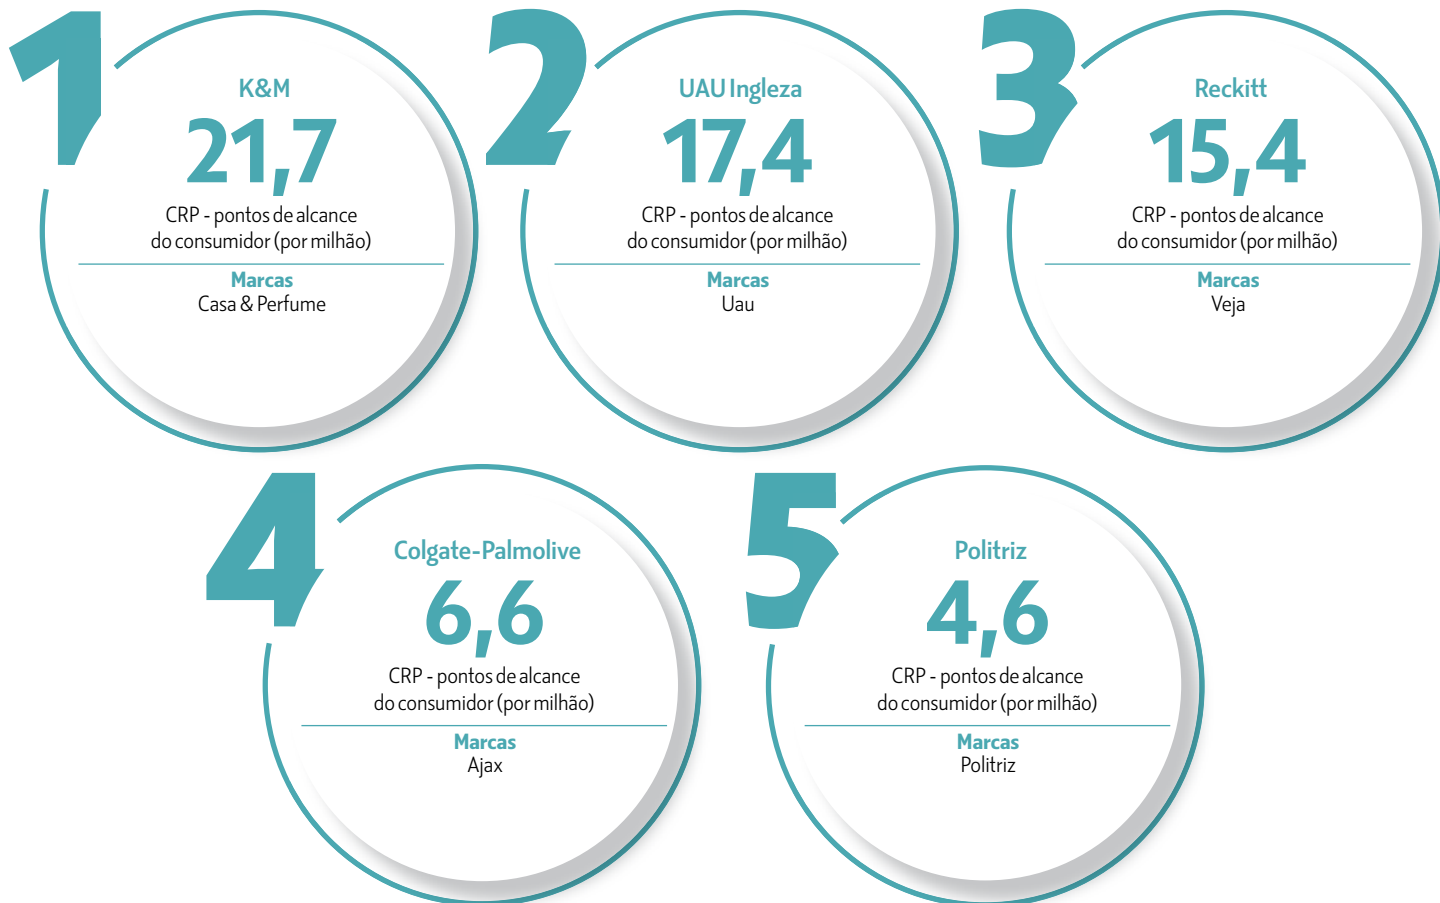 1
K&M
21,7
CRP - pontos de alcance
do consumidor (por milhão)
Marcas
Casa & Perfume
2
UAU Ingleza
17,4
CRP - pontos de alcance
do consumidor (por milhão)
Marcas
Uau
3
Reckitt
15,4
CRP - pontos de alcance
do consumidor (por milhão)
Marcas
Veja
4
Colgate-Palmolive
6,6
CRP - pontos de alcance
do consumidor (por milhão)
Marcas
Ajax
5
Politriz
4,6
CRP - pontos de alcance
do consumidor (por milhão)
Marcas
Politriz